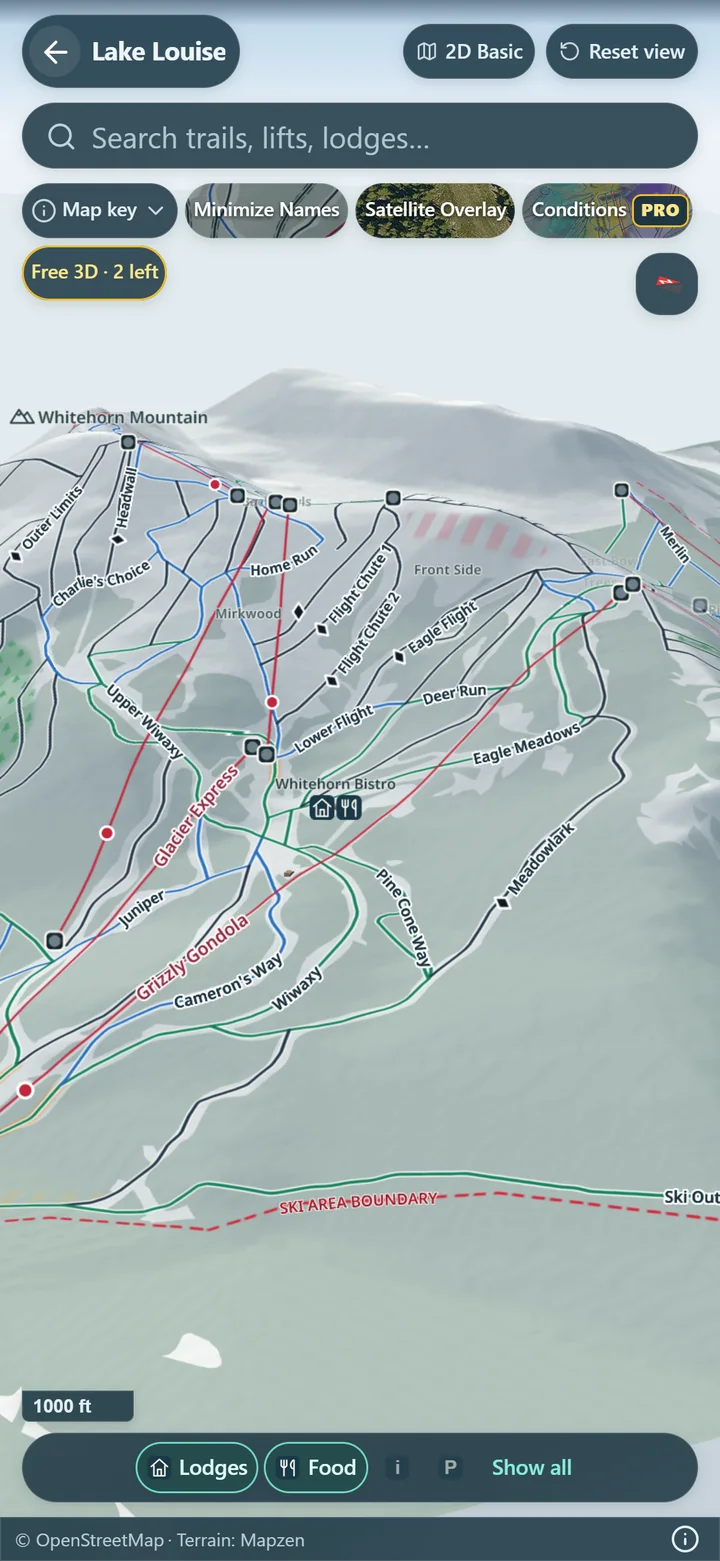 Lake Louise
2D Basic
Reset view
Search trails, lifts, lodges...
Map key
Minimize Names
Satellite Overlay
Conditions PRO
Free 3D · 2 left
Whitehorn Mountain
Outer Limits
Headwall
Charlie's Choice
Home Run
Mirkwood
Flight Chute 1
Flight Chute 2
Front Side
Eagle Flight
Merlin
Upper Wiwaxy
Lower Flight
Deer Run
Eagle Meadows
Whitehorn Bistro
Glacier Express
Meadowlark
Juniper
Pine Cone Way
Grizzly Gondola
Cameron's Way
Wiwaxy
SKI AREA BOUNDARY
Ski Out
1000 ft
Lodges
Food
i
P
Show all
© OpenStreetMap · Terrain: Mapzen